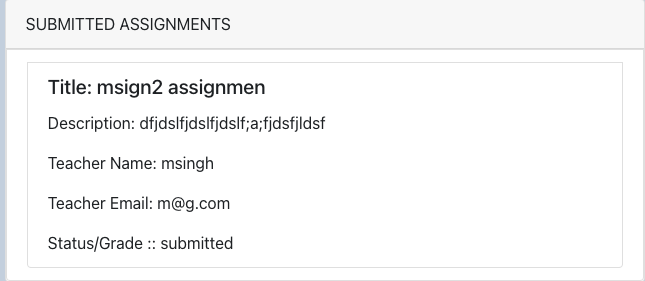 SUBMITTED ASSIGNMENTS
Title: msign2 assignmen
Description: dfjdslfjdslfjdslf;a;fjdsfjldsf
Teacher Name: msingh
Teacher Email: m@g.com
Status/Grade :: submitted